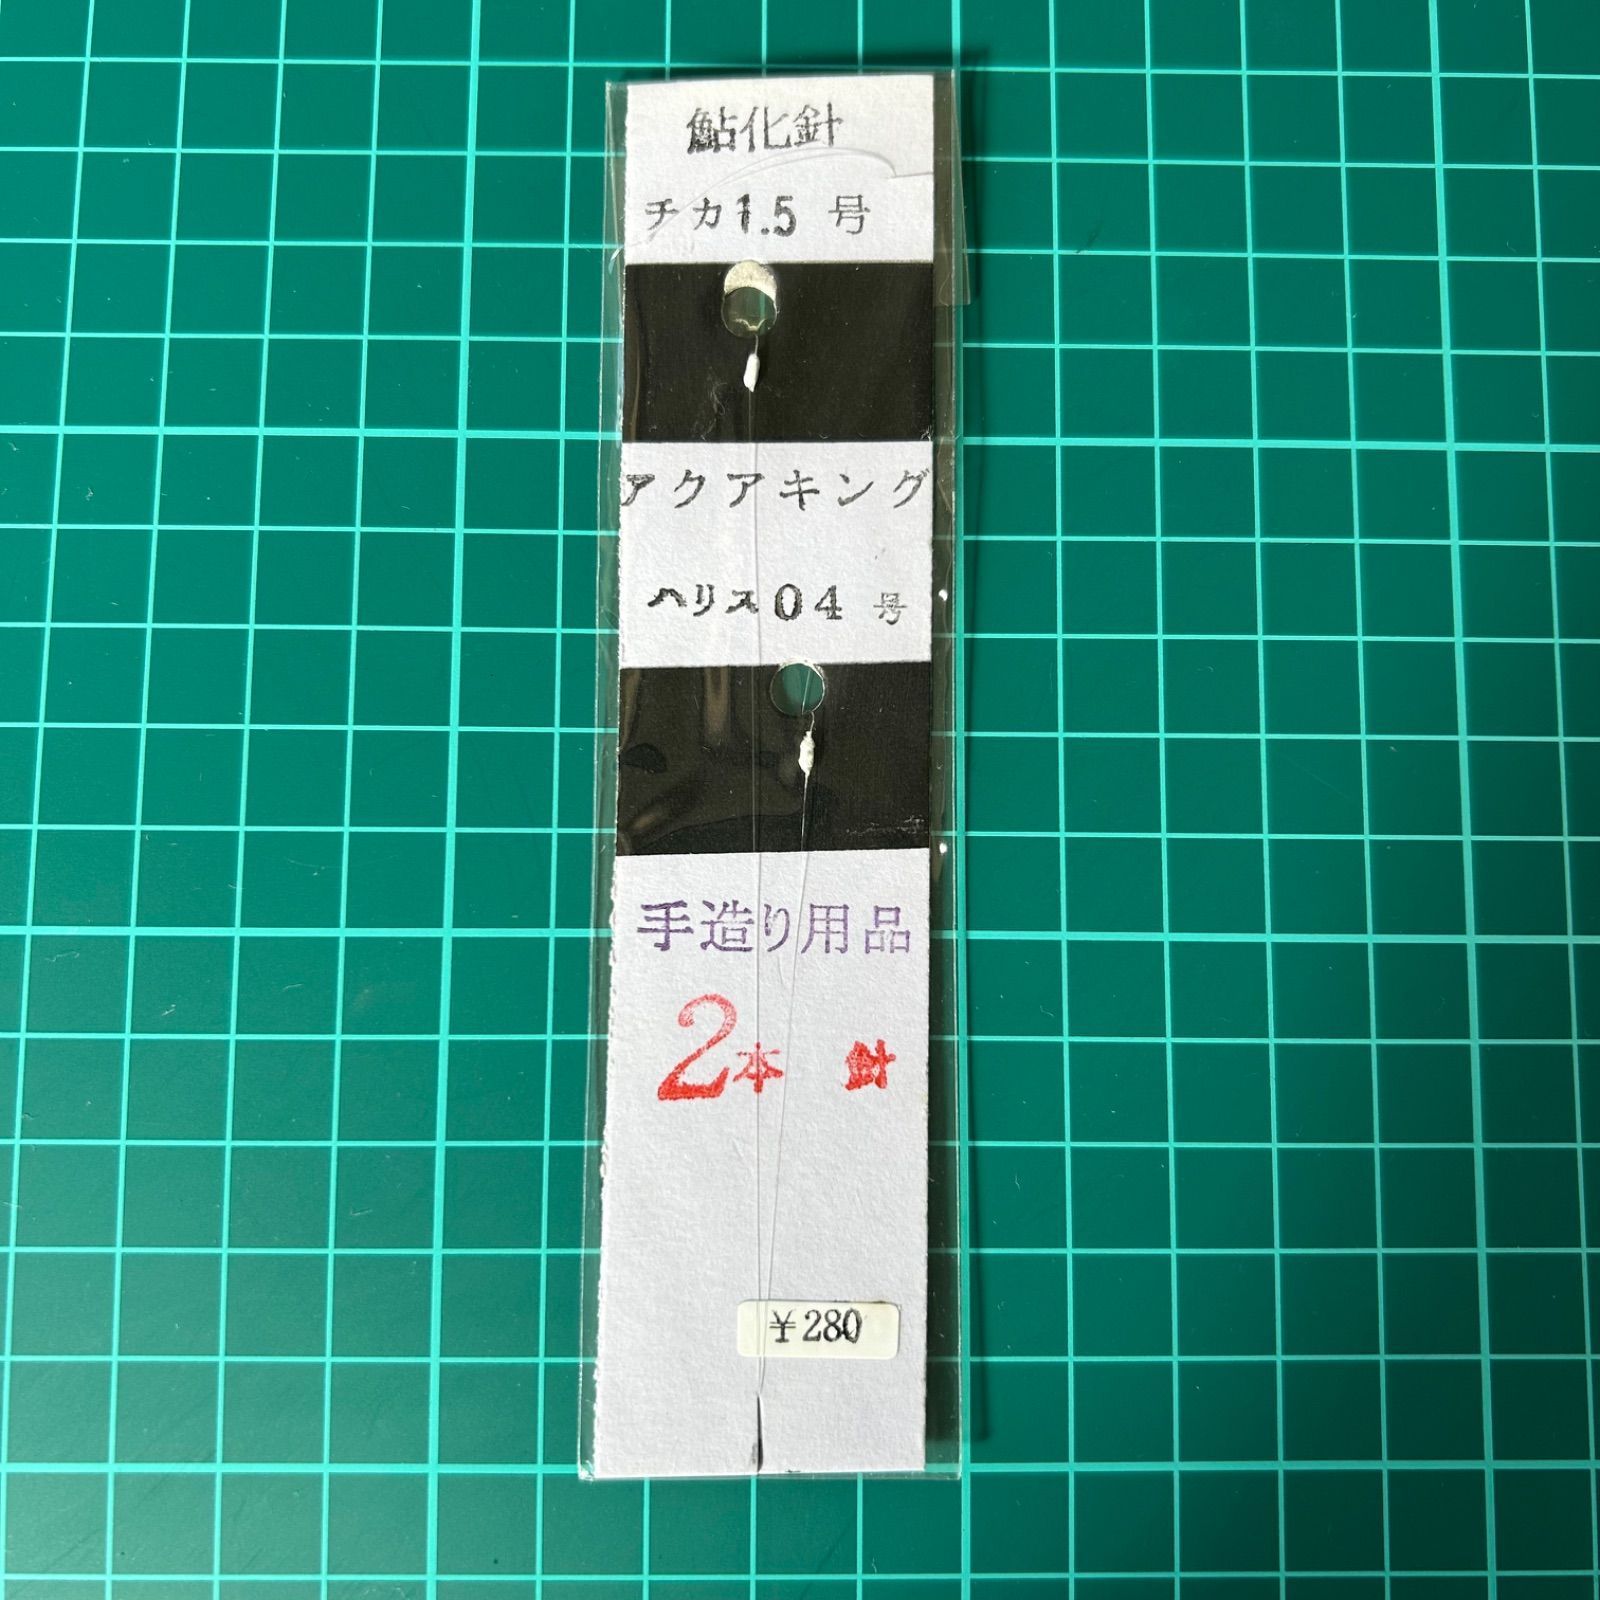 鮎化針
チカ1.5 号
アクアキング
ハリス04 号
手造り用品
2本 針
¥280